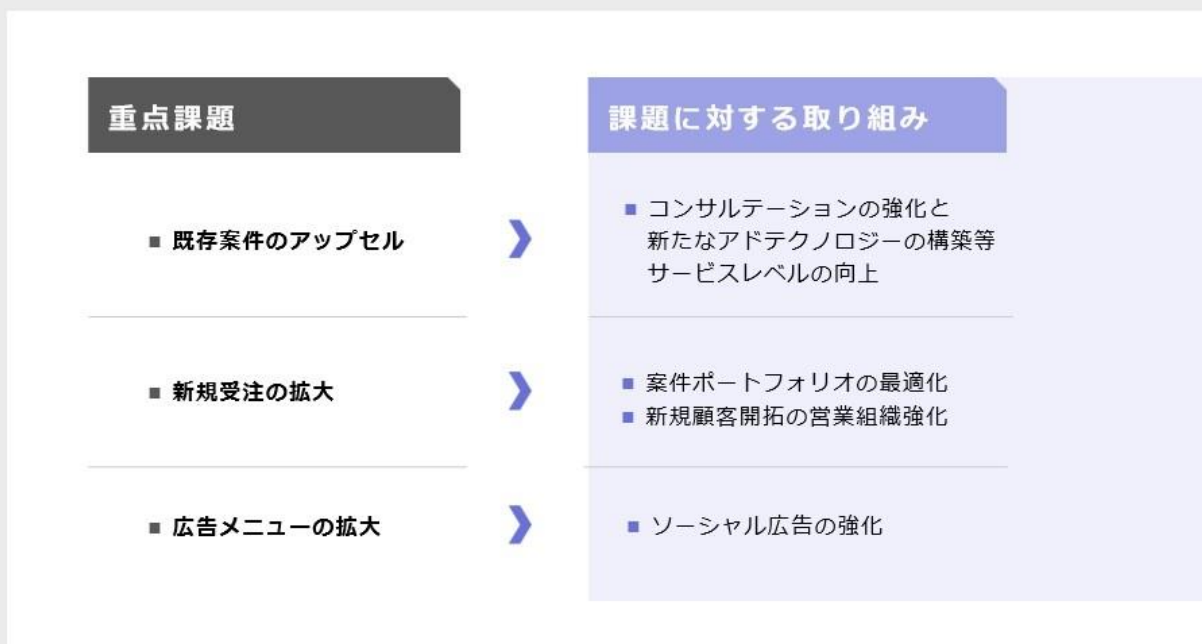 重点課題
課題に対する取り組み
■ 既存案件のアップセル
■ コンサルテーションの強化と
新たなアドテクノロジーの構築等
サービスレベルの向上
■ 新規受注の拡大
■ 案件ポートフォリオの最適化
■ 新規顧客開拓の営業組織強化
■ 広告メニューの拡大
■ ソーシャル広告の強化